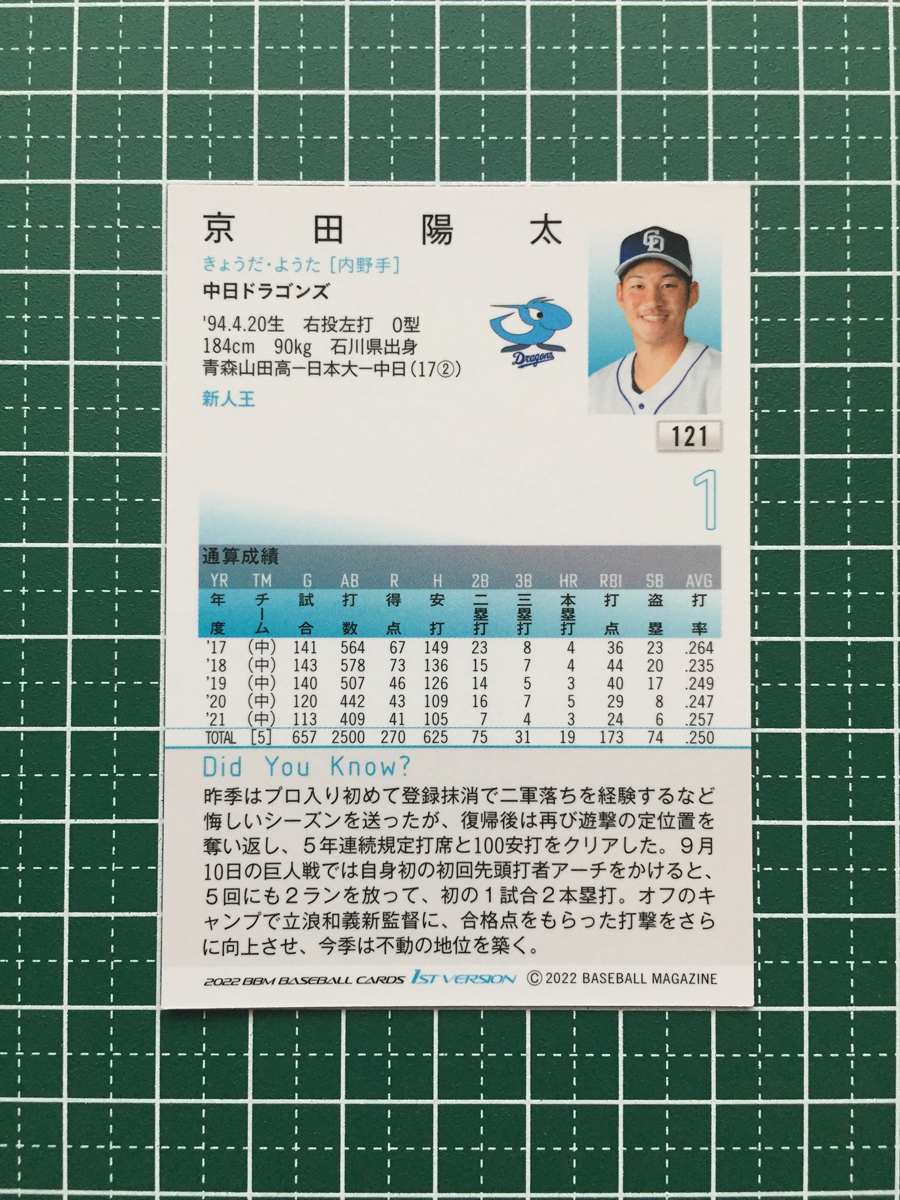 京田陽太
きょうだ・ようた [内野手]
中日ドラゴンズ
'94.4.20生 右投左打 O型
184cm 90kg 石川県出身
青森山田高ー日本大ー中日(17②)
新人王
CD
Dragons
121
1
通算成績
YR TM G AB R H 2B 3B HR RBI SB AVG
年度 チーム 試合 打数 得点 安打 二塁打 三塁打 本塁打 打点 盗塁 打率
'17 (中) 141 564 67 149 23 8 4 36 23 .264
'18 (中) 143 578 73 136 15 7 4 44 20 .235
'19 (中) 140 507 46 126 14 5 3 40 17 .249
'20 (中) 120 442 43 109 16 7 5 29 8 .247
'21 (中) 113 409 41 105 7 4 3 24 6 .257
TOTAL [5] 657 2500 270 625 75 31 19 173 74 .250
Did You Know?
昨季はプロ入り初めて登録抹消で二軍落ちを経験するなど
悔しいシーズンを送ったが、復帰後は再び遊撃の定位置を
奪い返し、5年連続規定打席と100安打をクリアした。9月
10日の巨人戦では自身初の初回先頭打者アーチをかけると、
5回にも2ランを放って、初の1試合2本塁打。オフのキ
ャンプで立浪和義新監督に、合格点をもらった打撃をさら
に向上させ、今季は不動の地位を築く。
2022 BBM BASEBALL CARDS 1ST VERSION © 2022 BASEBALL MAGAZINE